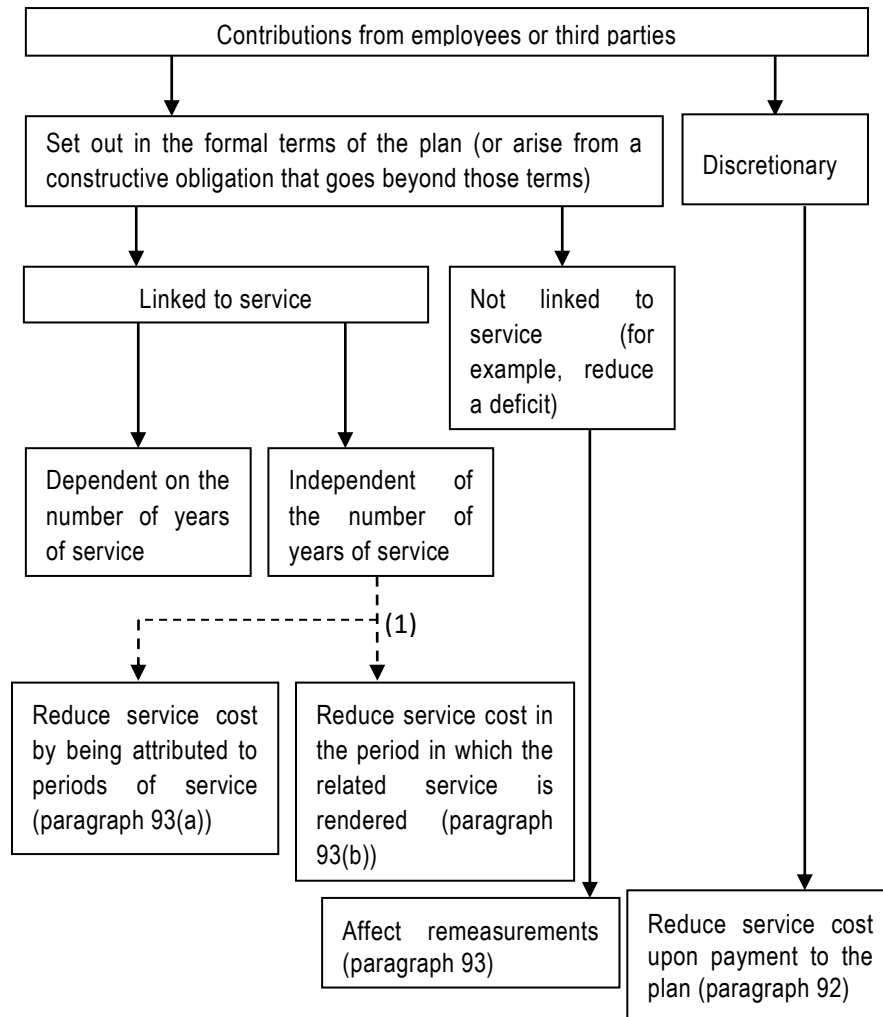 Contributions from employees or third parties
Set out in the formal terms of the plan (or arise from a
constructive obligation that goes beyond those terms)
Discretionary
Linked to service
Not linked to
service (for
example, reduce
a deficit)
Dependent on the
number of years
of service
Independent of
the number of
years of service
(1)
Reduce service cost
by being attributed to
periods of service
(paragraph 93(a))
Reduce service cost in
the period in which the
related service is
rendered (paragraph
93(b))
Affect remeasurements
(paragraph 93)
Reduce service cost
upon payment to the
plan (paragraph 92)